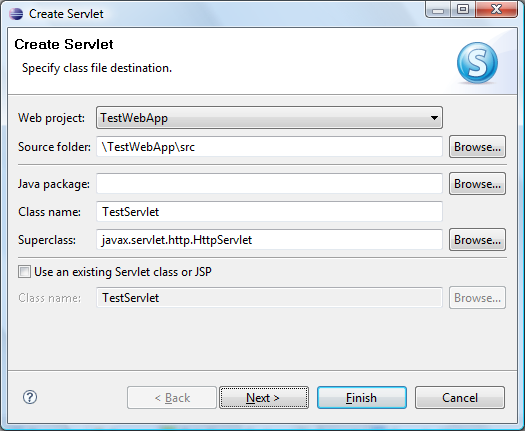 Create Servlet
Create Servlet
Specify class file destination.
S
Web project: TestWebApp
Source folder: \TestWebApp\src Browse...
Java package: Browse...
Class name: TestServlet
Superclass: javax.servlet.http.HttpServlet Browse...
Use an existing Servlet class or JSP
Class name: TestServlet Browse...
? < Back Next > Finish Cancel